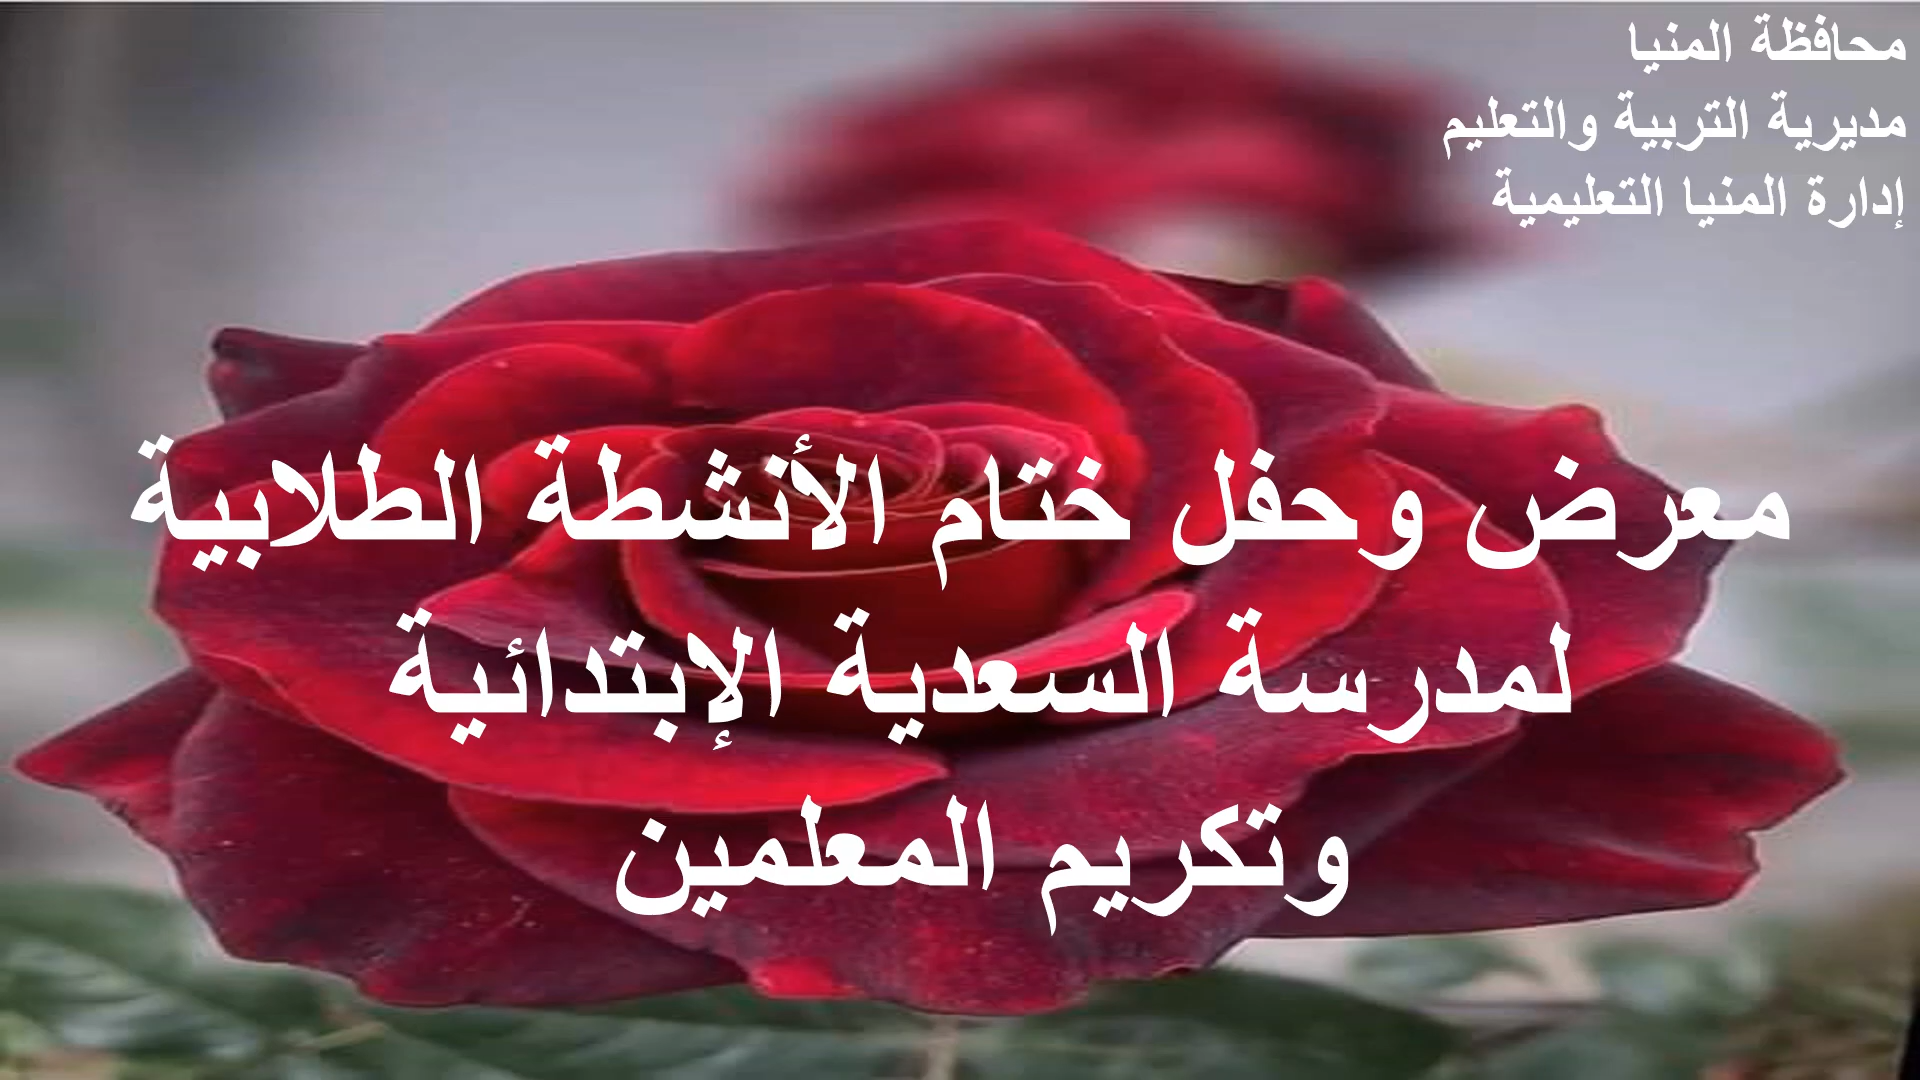 محافظة المنيا
مديرية التربية والتعليم
إدارة المنيا التعليمية
معرض وحفل ختام الأنشطة الطلابية
لمدرسة السعدية الإبتدائية
وتكريم المعلمين